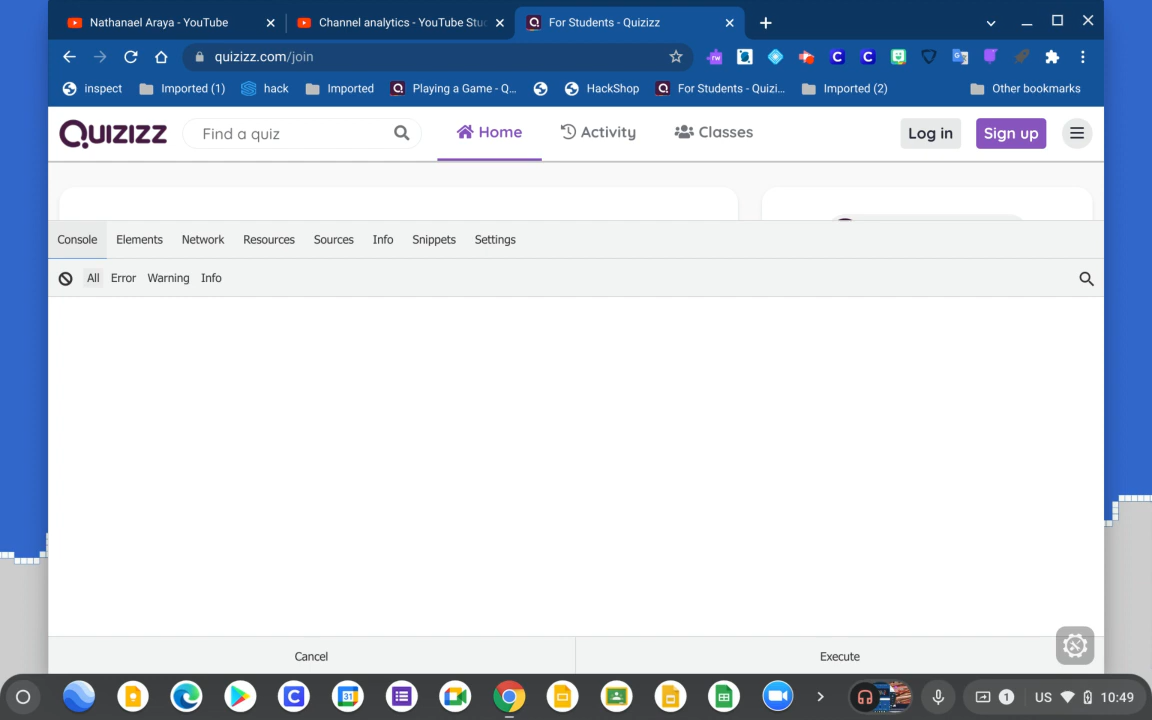 Nathanael Araya - YouTube
Channel analytics - YouTube Stu
For Students - Quizizz
quizizz.com/join
inspect
Imported (1)
hack
Imported
Playing a Game - Q...
HackShop
For Students - Quizi...
Imported (2)
Other bookmarks
QUIZIZZ
Find a quiz
Home
Activity
Classes
Log in
Sign up
Console Elements Network Resources Sources Info Snippets Settings
All Error Warning Info
Cancel
Execute
1
US
10:49